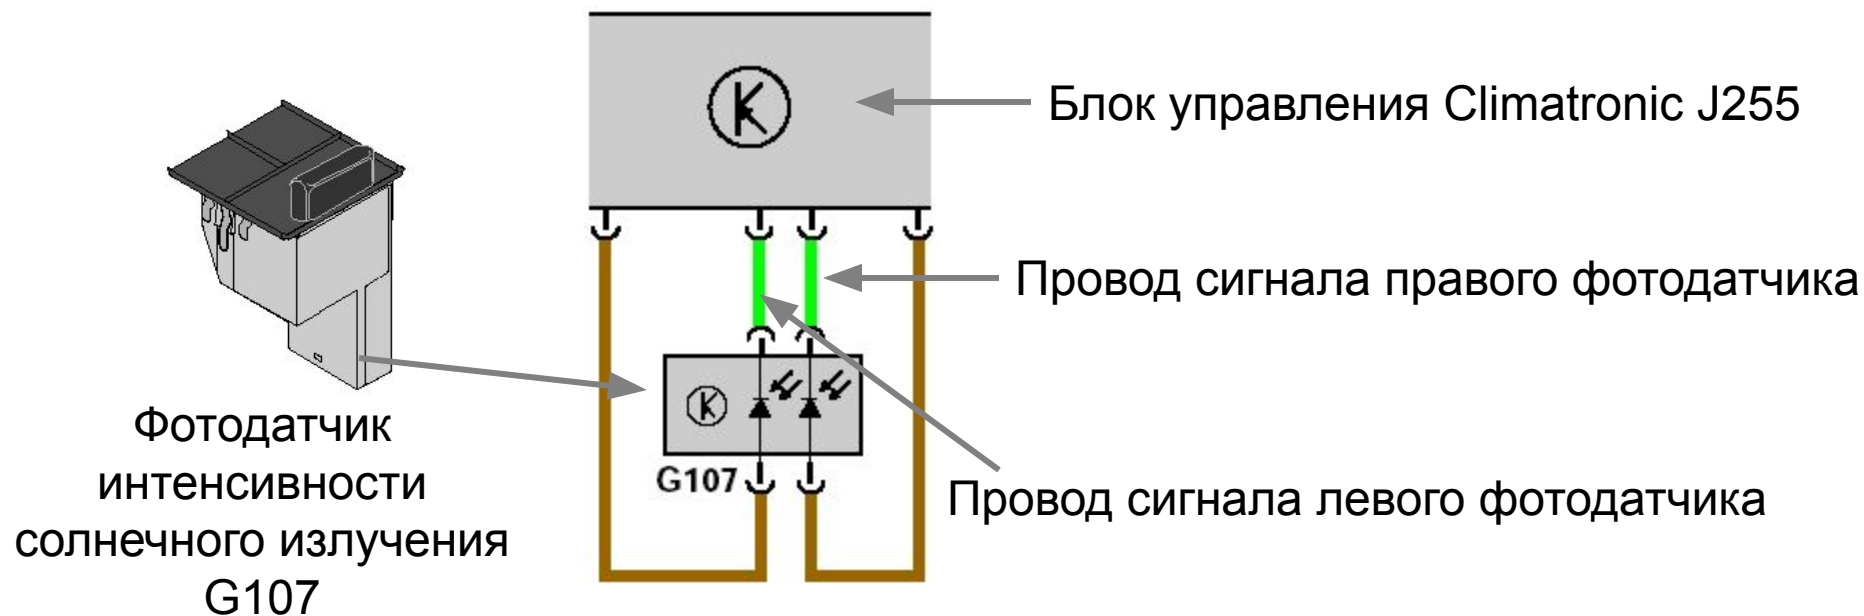 Блок управления Climatronic J255
Провод сигнала правого фотодатчика
Фотодатчик
интенсивности
солнечного излучения
G107
G107
Провод сигнала левого фотодатчика